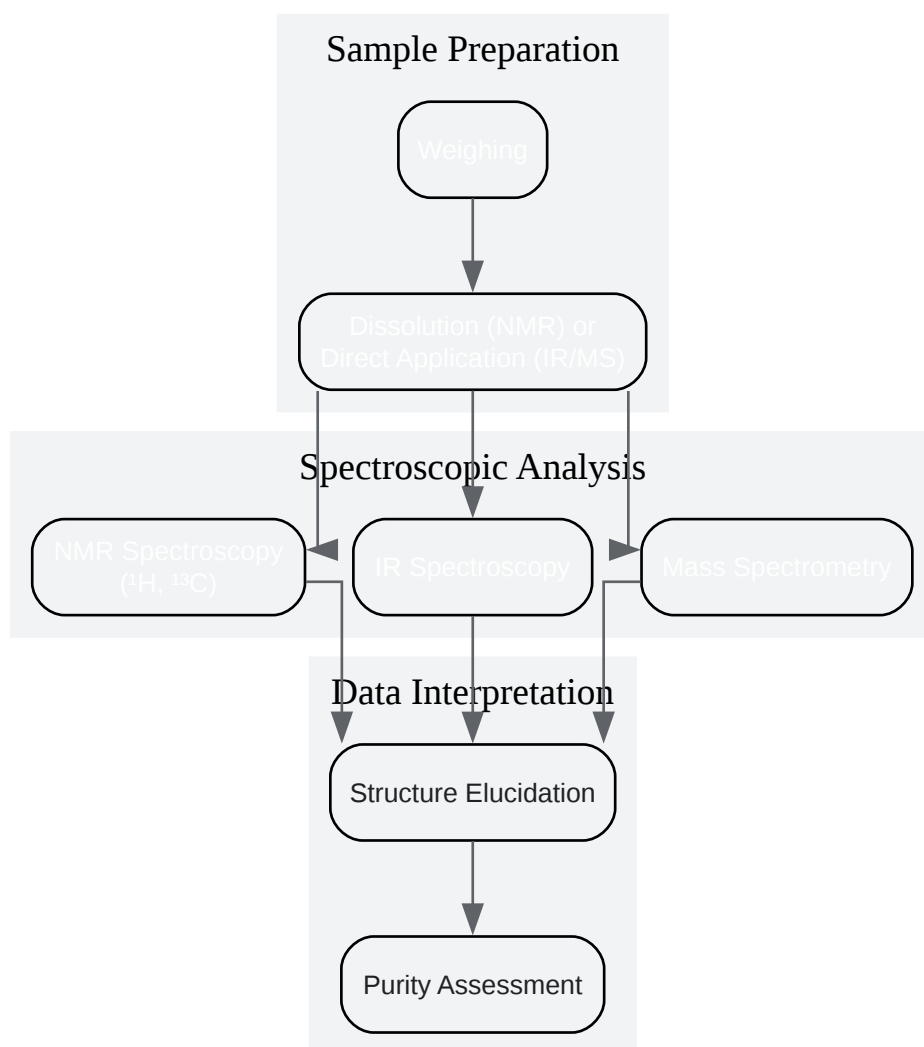 Sample Preparation
Weighing
Dissolution (NMR) or
Direct Application (IR/MS)
Spectroscopic Analysis
NMR Spectroscopy
(¹H, ¹³C)
IR Spectroscopy
Mass Spectrometry
Data Interpretation
Structure Elucidation
Purity Assessment